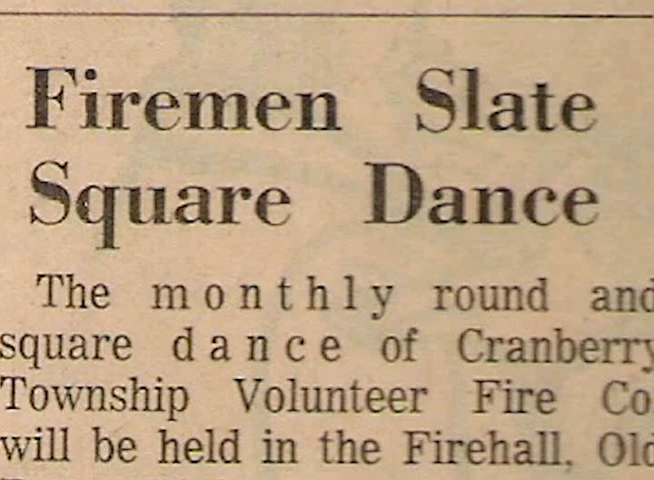 Firemen Slate
Square Dance
The monthly round and
square dance of Cranberry
Township Volunteer Fire Co
will be held in the Firehall, Old